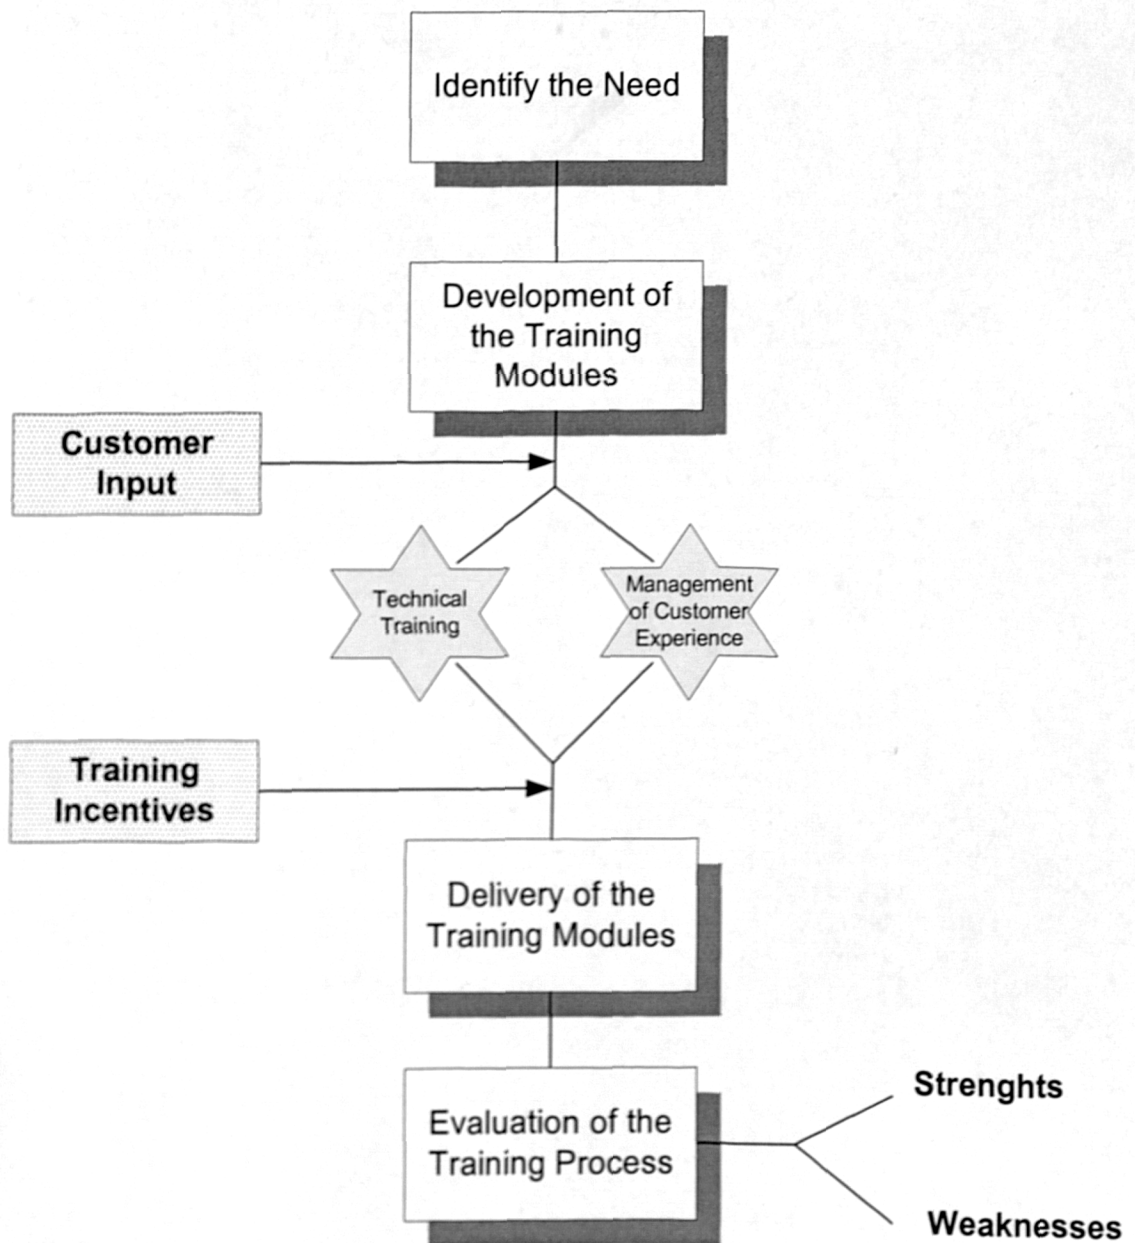 Identify the Need
Development of
the Training
Modules
Customer
Input
Technical
Training
Management
of Customer
Experience
Training
Incentives
Delivery of the
Training Modules
Evaluation of the
Training Process
Strenghts
Weaknesses